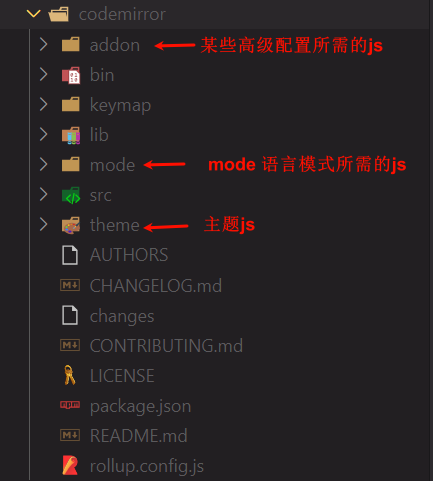 codemirror
addon 某些高级配置所需的js
bin
keymap
lib
mode mode 语言模式所需的js
src
theme 主题js
AUTHORS
CHANGELOG.md
changes
CONTRIBUTING.md
LICENSE
package.json
README.md
rollup.config.js